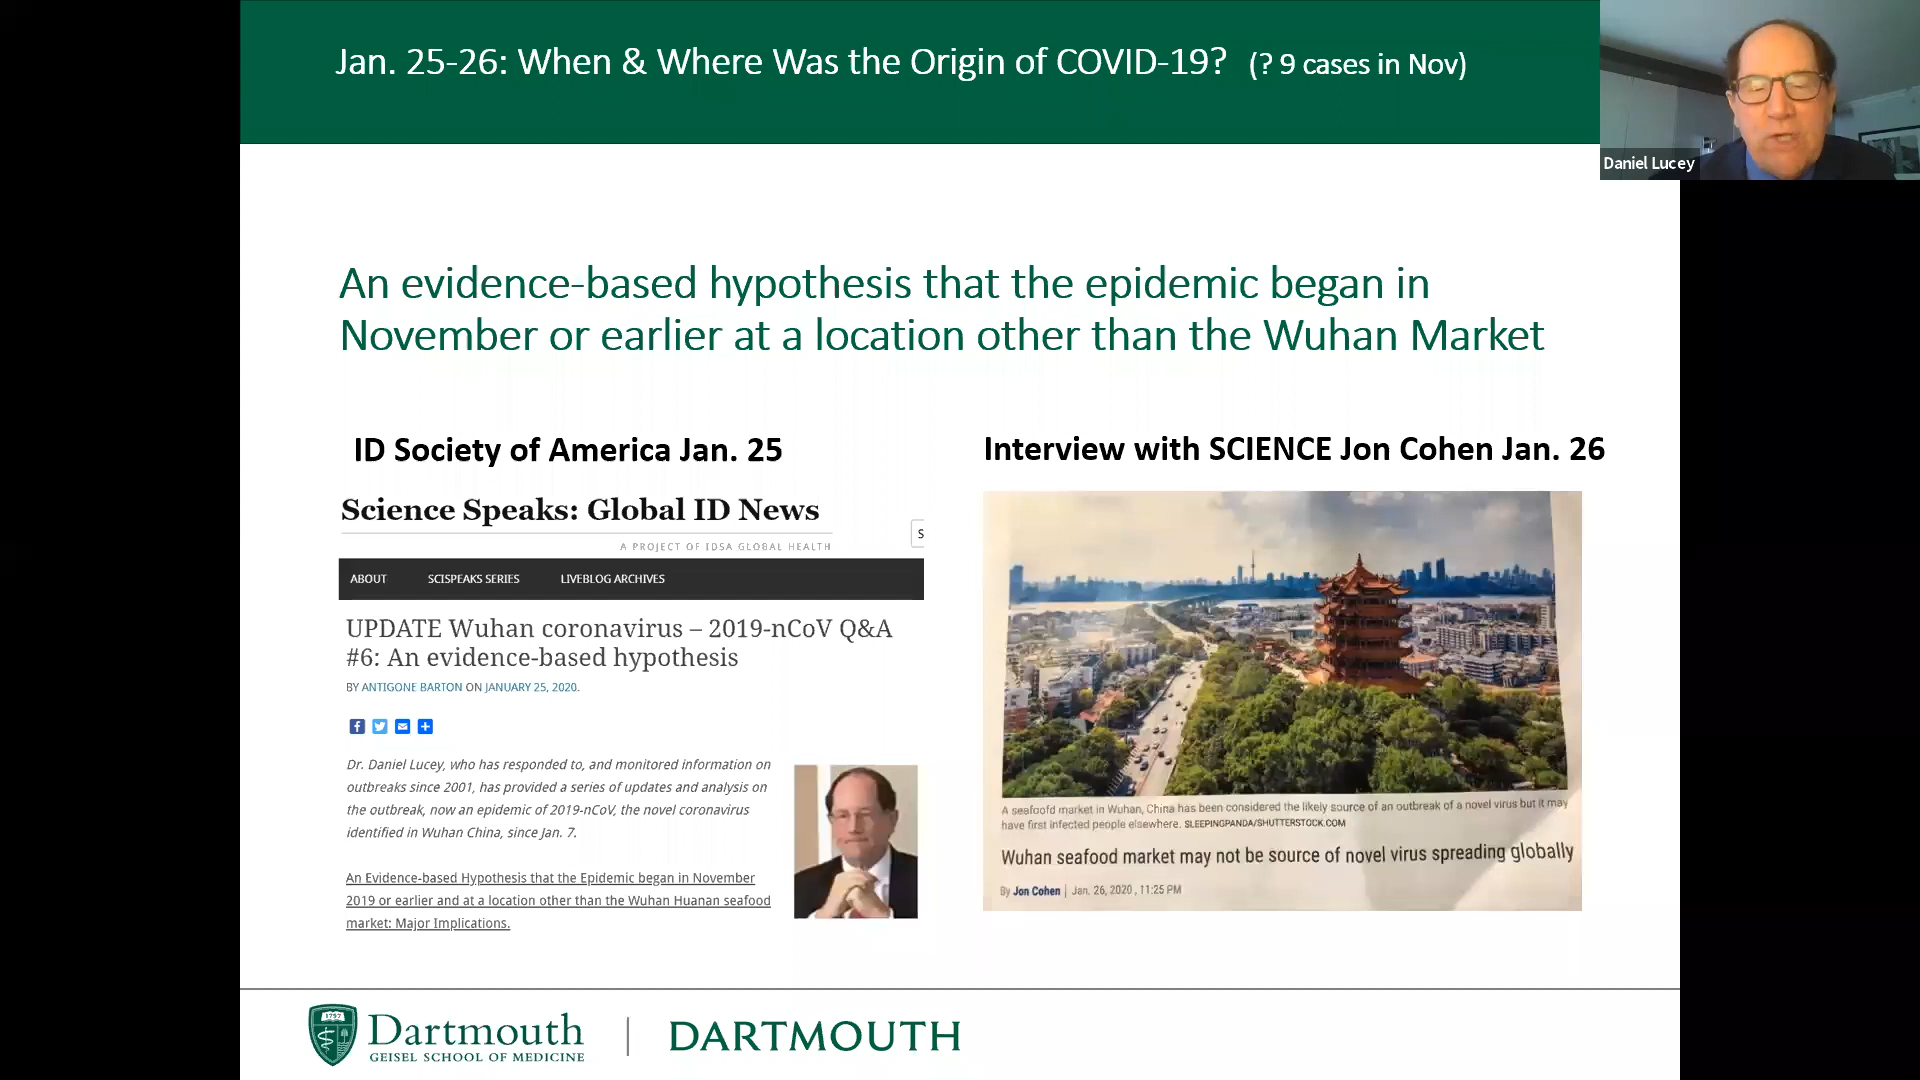 Jan. 25-26: When & Where Was the Origin of COVID-19? (? 9 cases in Nov)
Daniel Lucey
An evidence-based hypothesis that the epidemic began in
November or earlier at a location other than the Wuhan Market
ID Society of America Jan. 25
Science Speaks: Global ID News
A PROJECT OF IDSA GLOBAL HEALTH
S
ABOUT SCISPEAKS SERIES LIVEBLOG ARCHIVES
UPDATE Wuhan coronavirus – 2019-nCoV Q&A
#6: An evidence-based hypothesis
BY ANTIGONE BARTON ON JANUARY 25, 2020.
Dr. Daniel Lucey, who has responded to, and monitored information on
outbreaks since 2001, has provided a series of updates and analysis on
the outbreak, now an epidemic of 2019-nCoV, the novel coronavirus
identified in Wuhan China, since Jan. 7.
An Evidence-based Hypothesis that the Epidemic began in November
2019 or earlier and at a location other than the Wuhan Huanan seafood
market: Major Implications.
Interview with SCIENCE Jon Cohen Jan. 26
A seafoofd market in Wuhan, China has been considered the likely source of an outbreak of a novel virus but it may
have first infected people elsewhere. SLEEPINGPANDA/SHUTTERSTOCK.COM
Wuhan seafood market may not be source of novel virus spreading globally
By Jon Cohen | Jan. 26, 2020 , 11:25 PM
1797
Dartmouth
GEISEL SCHOOL OF MEDICINE
DARTMOUTH